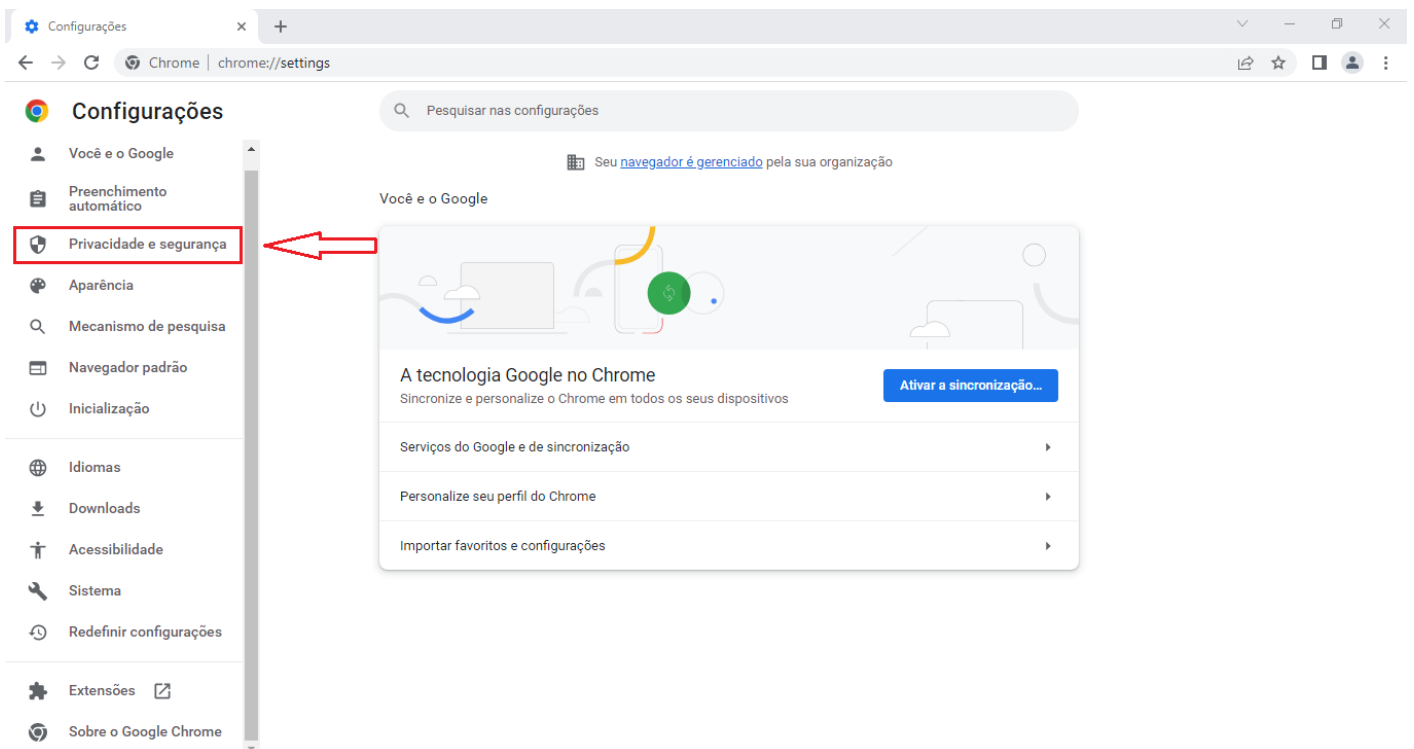 Configurações
Chrome | chrome://settings
Configurações
Pesquisar nas configurações
Você e o Google
Preenchimento
automático
Privacidade e segurança
Aparência
Mecanismo de pesquisa
Navegador padrão
Inicialização
Idiomas
Downloads
Acessibilidade
Sistema
Redefinir configurações
Extensões
Sobre o Google Chrome
Seu navegador é gerenciado pela sua organização
Você e o Google
A tecnologia Google no Chrome
Sincronize e personalize o Chrome em todos os seus dispositivos
Ativar a sincronização...
Serviços do Google e de sincronização
Personalize seu perfil do Chrome
Importar favoritos e configurações